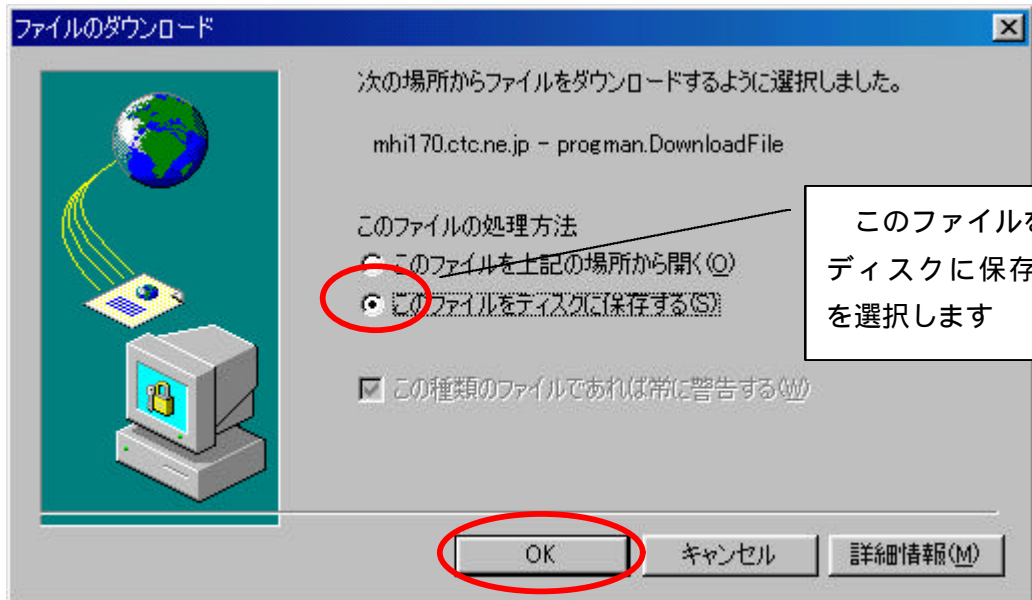 ファイルのダウンロード
次の場所からファイルをダウンロードするように選択しました。
mhi170.ctc.ne.jp - progman.DownloadFile
このファイルの処理方法
このファイルを上記の場所から開く(O)
このファイルをディスクに保存する(S)
この種類のファイルであれば常に警告する(W)
このファイルを
ディスクに保存
を選択します
OK
キャンセル
詳細情報(M)